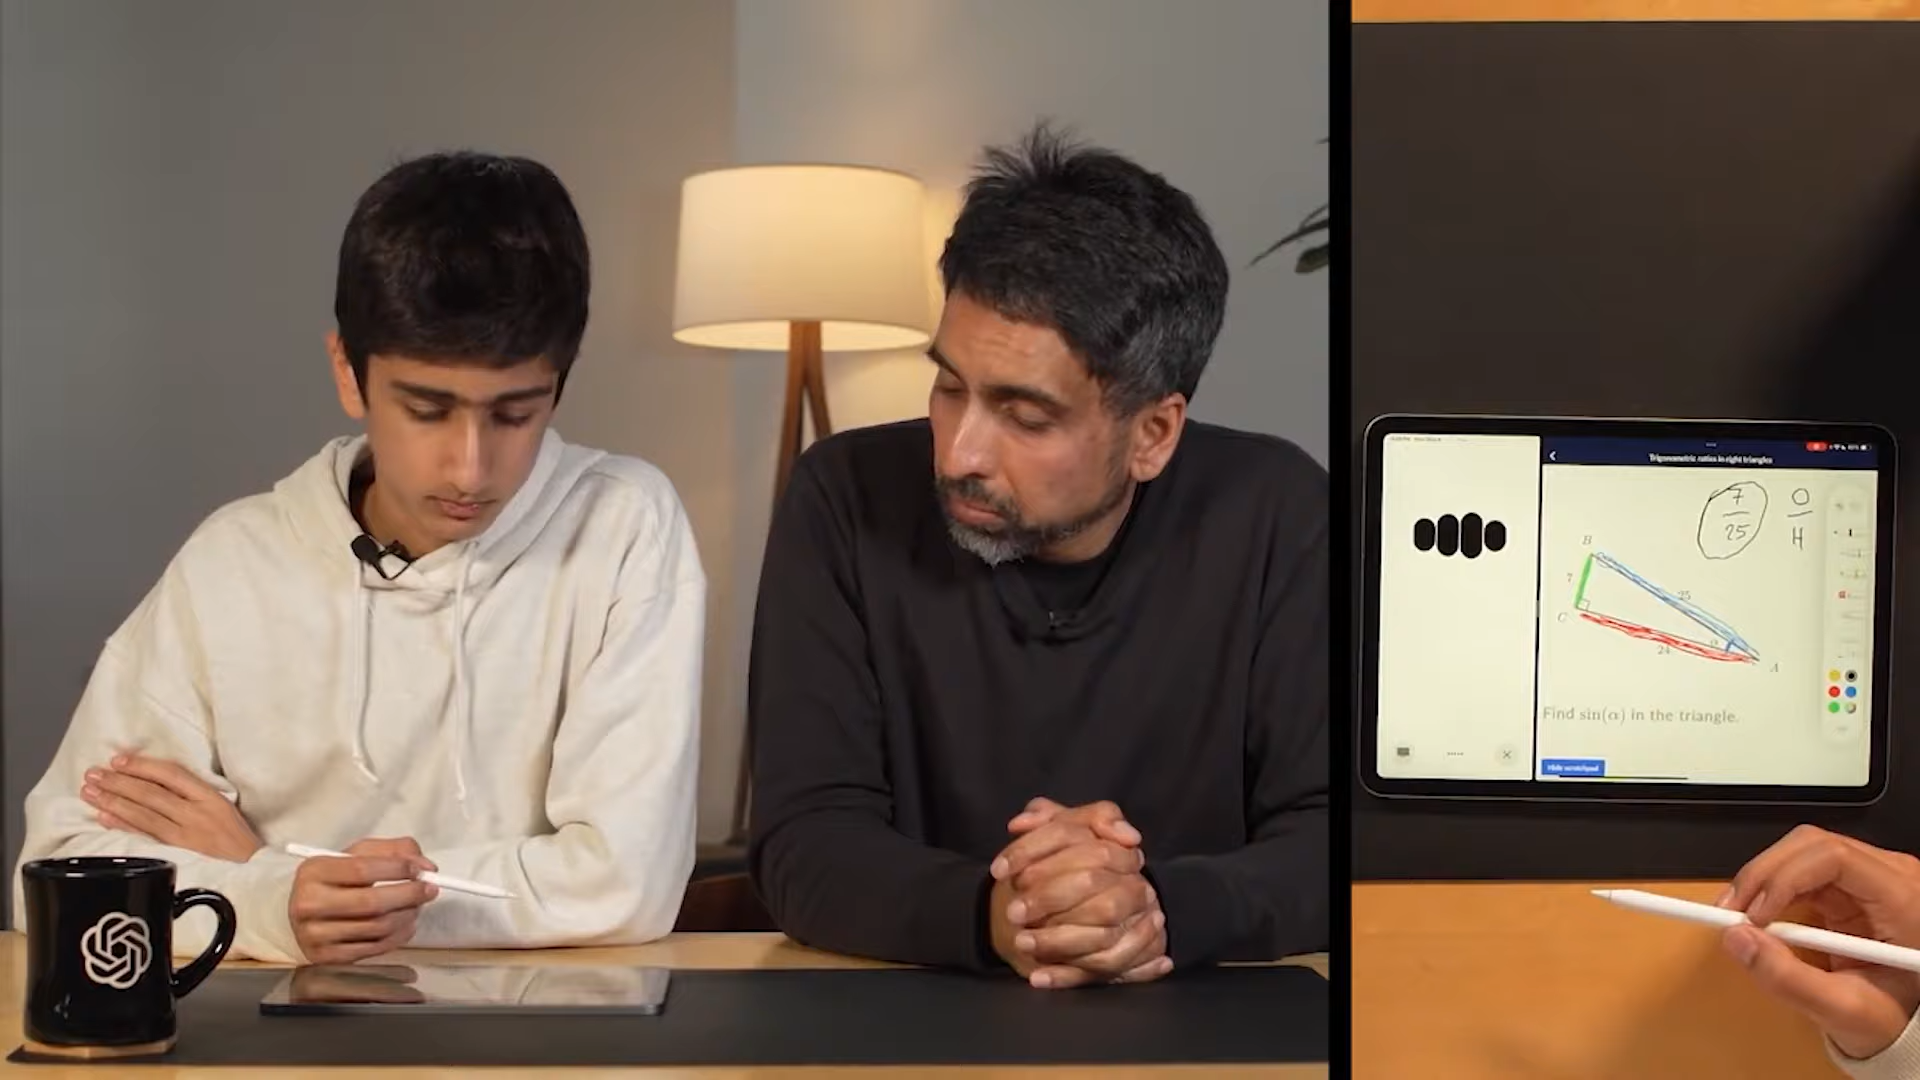 Trigonometric ratios in right triangles
7
25
O
H
B
7
25
C
24
α
A
Find sin(α) in the triangle.
Hide scratchpad